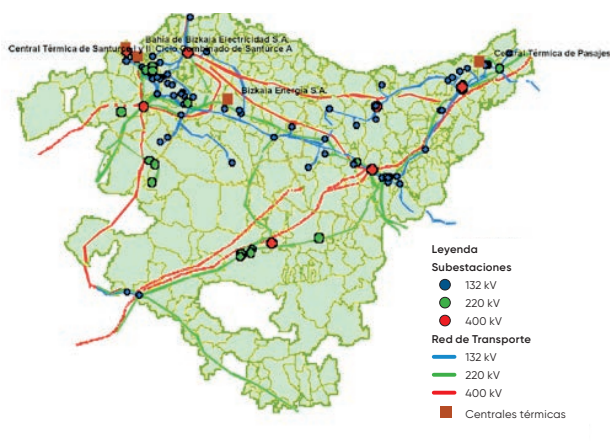 Bahía de Bizkaia Electricidad S.A.
Central Térmica de Santurce I y II Ciclo Combinado de Santurce A
Central Térmica de Pasajes
Bizkaia Energía S.A.
Leyenda
Subestaciones
132 kV
220 kV
400 kV
Red de Transporte
132 kV
220 kV
400 kV
Centrales térmicas